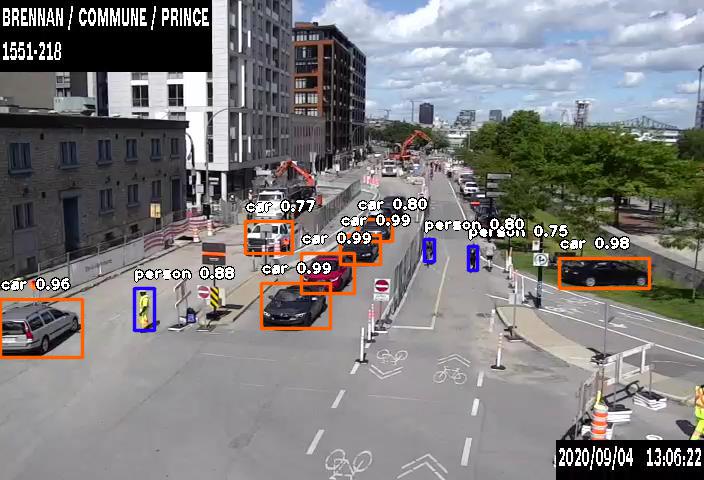 BRENNAN / COMMUNE / PRINCE
1551-218
car 0.77
car 0.80
car 0.99
car 0.99
car 0.99
person 0.80
person 0.75
car 0.98
car 0.96
person 0.88
2020/09/04 13:06:22